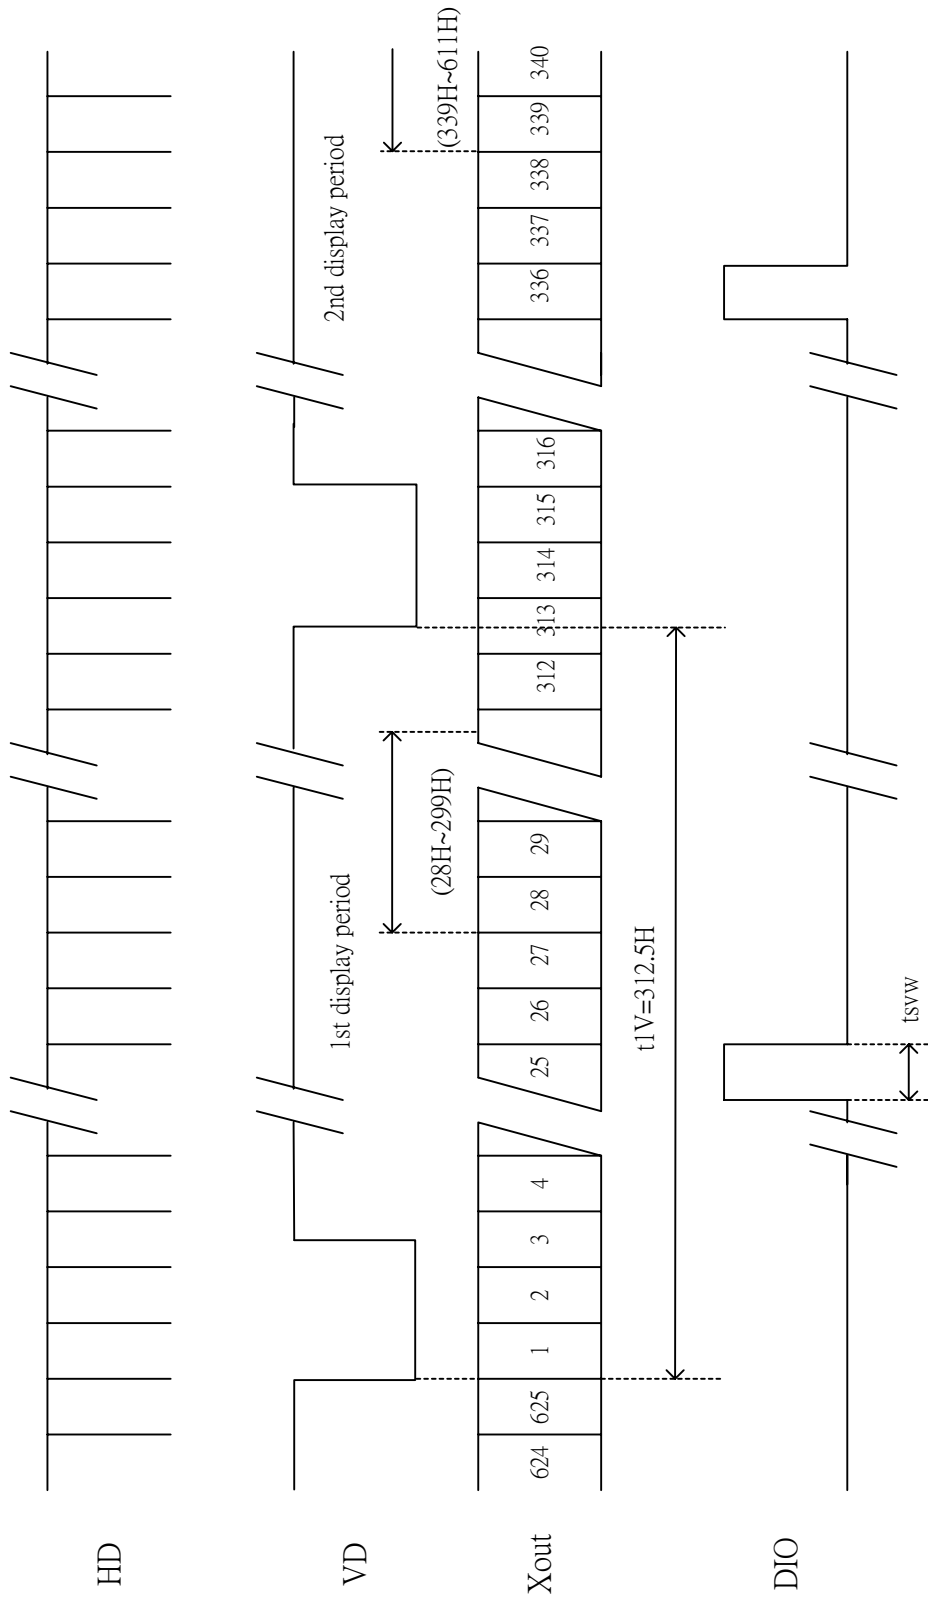 HD
VD
1st display period
2nd display period
(28H~299H)
(339H~611H)
Xout
624 625 1 2 3 4 25 26 27 28 29 312 313 314 315 316 336 337 338 339 340
t1V=312.5H
DIO
tsvw